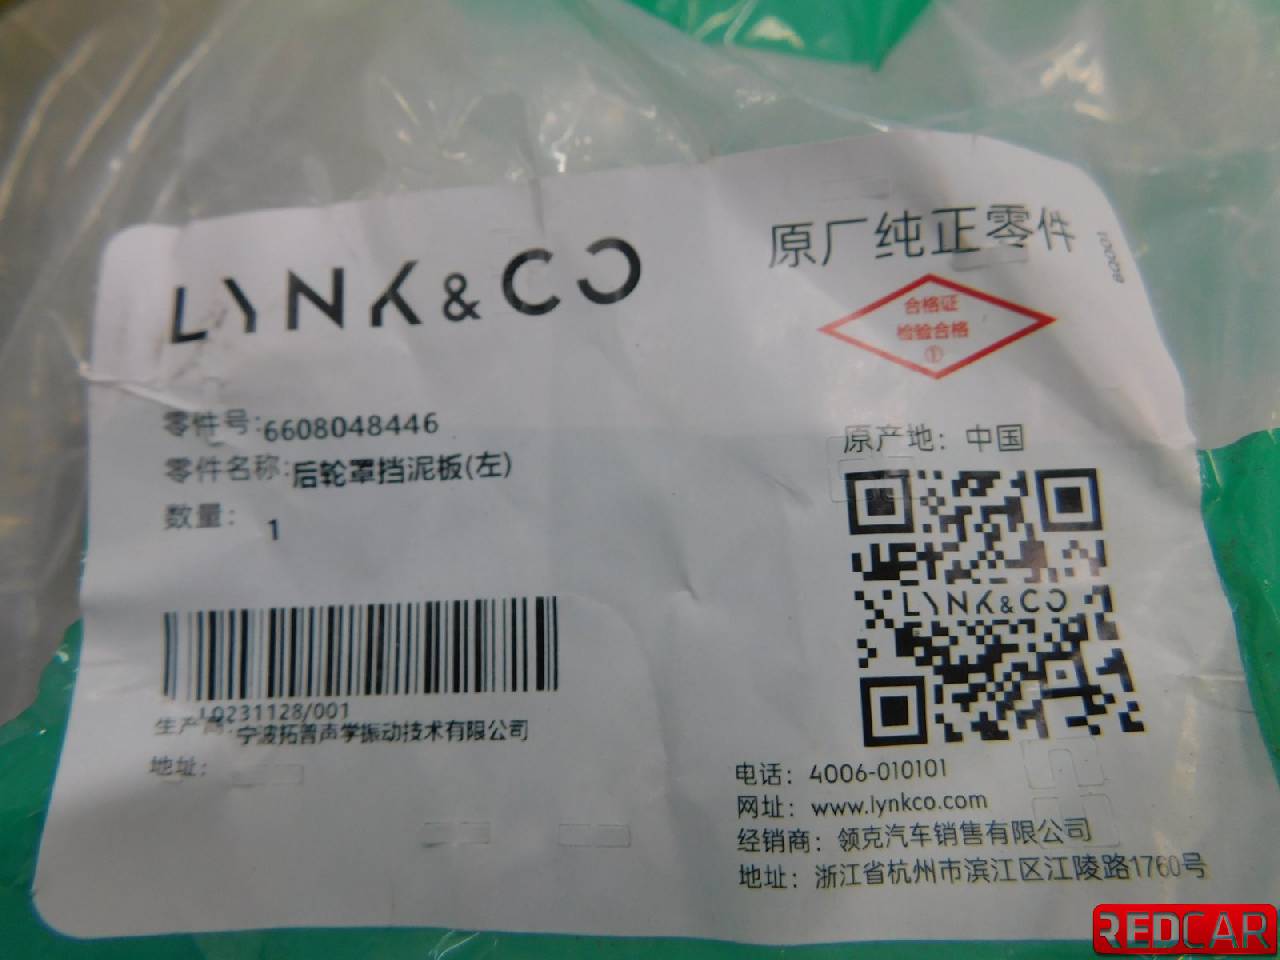 LYNK & CO
原厂纯正零件
60001
合格证
检验合格
①
零件号:6608048446
零件名称:后轮罩挡泥板(左)
数量: 1
原产地: 中国
LYNK & CO
LQ231128/001
生产商:宁波拓普声学振动技术有限公司
地址:
电话: 4006-010101
网址: www.lynkco.com
经销商: 领克汽车销售有限公司
地址: 浙江省杭州市滨江区江陵路1760号
REDCAR